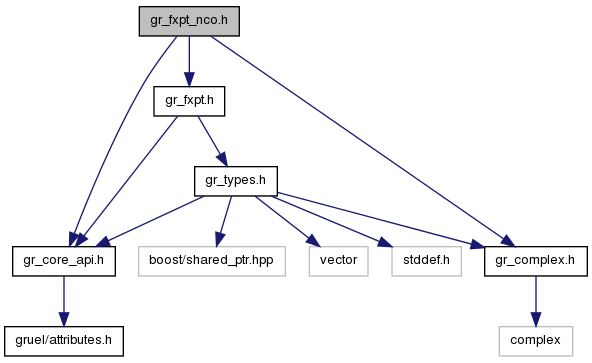 gr_fxpt_nco.h
gr_fxpt.h
gr_types.h
gr_core_api.h
boost/shared_ptr.hpp
vector
stddef.h
gr_complex.h
gruel/attributes.h
complex